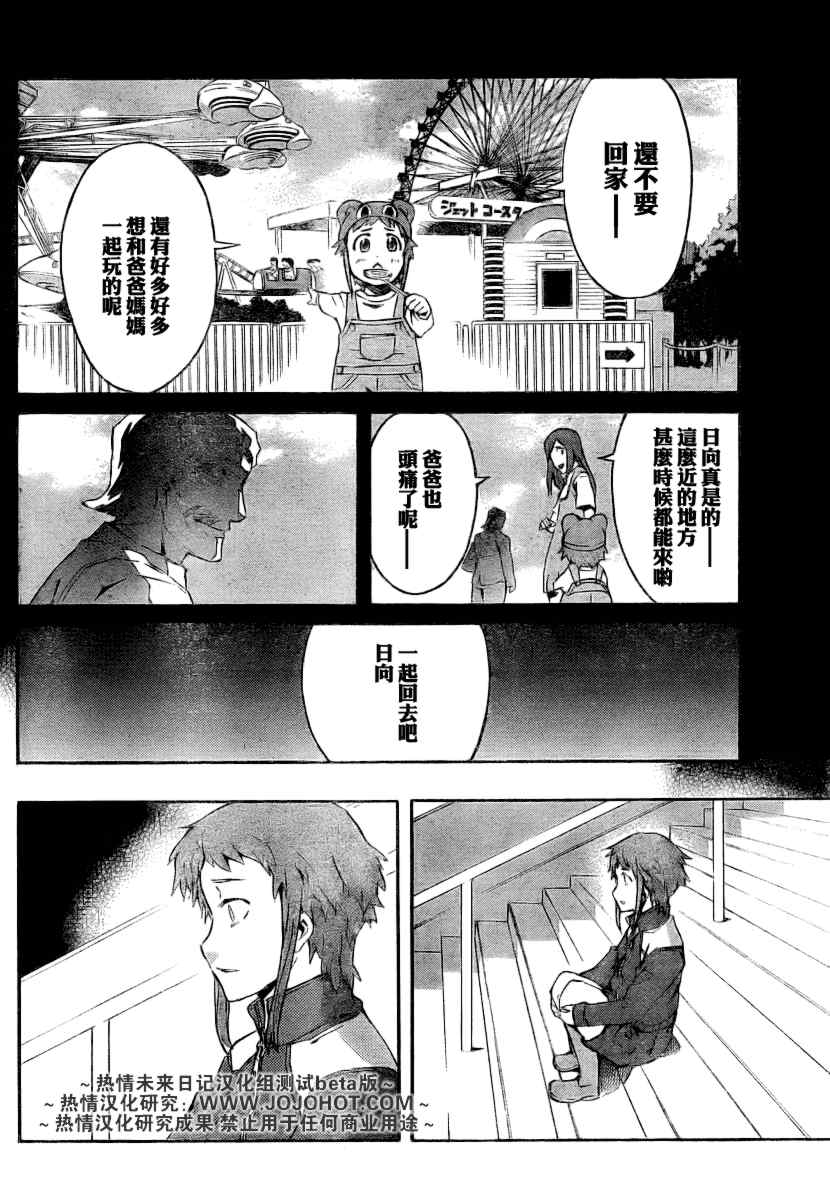 還不要
回家——
ジェットコースタ
還有好多好多
想和爸爸媽媽
一起玩的呢
日向真是的——
這麼近的地方
甚麼時候都能來喲
爸爸也
頭痛了呢——
一起回去吧
日向
～热情未来日记汉化组测试beta版～
～热情汉化研究：WWW.JOJOHOT.COM～
～热情汉化研究成果 禁止用于任何商业用途～